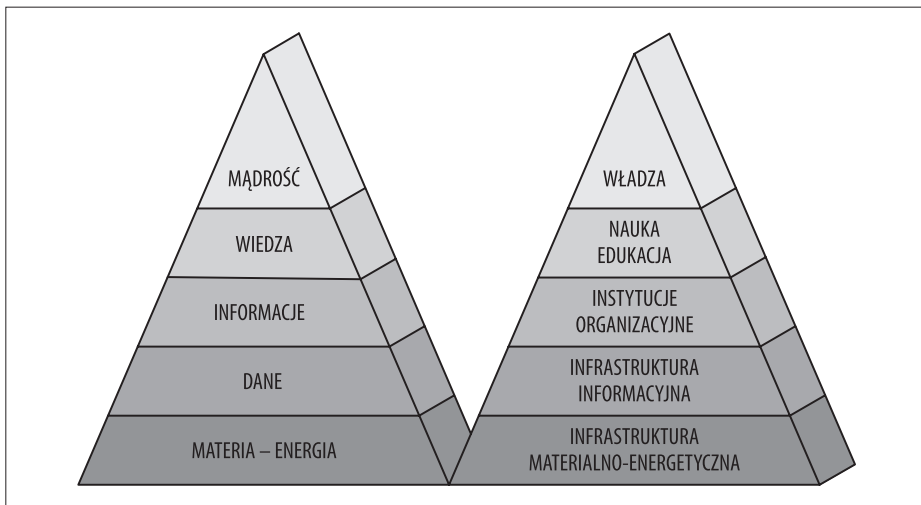 MĄDROŚĆ
WIEDZA
INFORMACJE
DANE
MATERIA – ENERGIA
WŁADZA
NAUKA
EDUKACJA
INSTYTUCJE
ORGANIZACYJNE
INFRASTRUKTURA
INFORMACYJNA
INFRASTRUKTURA
MATERIALNO-ENERGETYCZNA